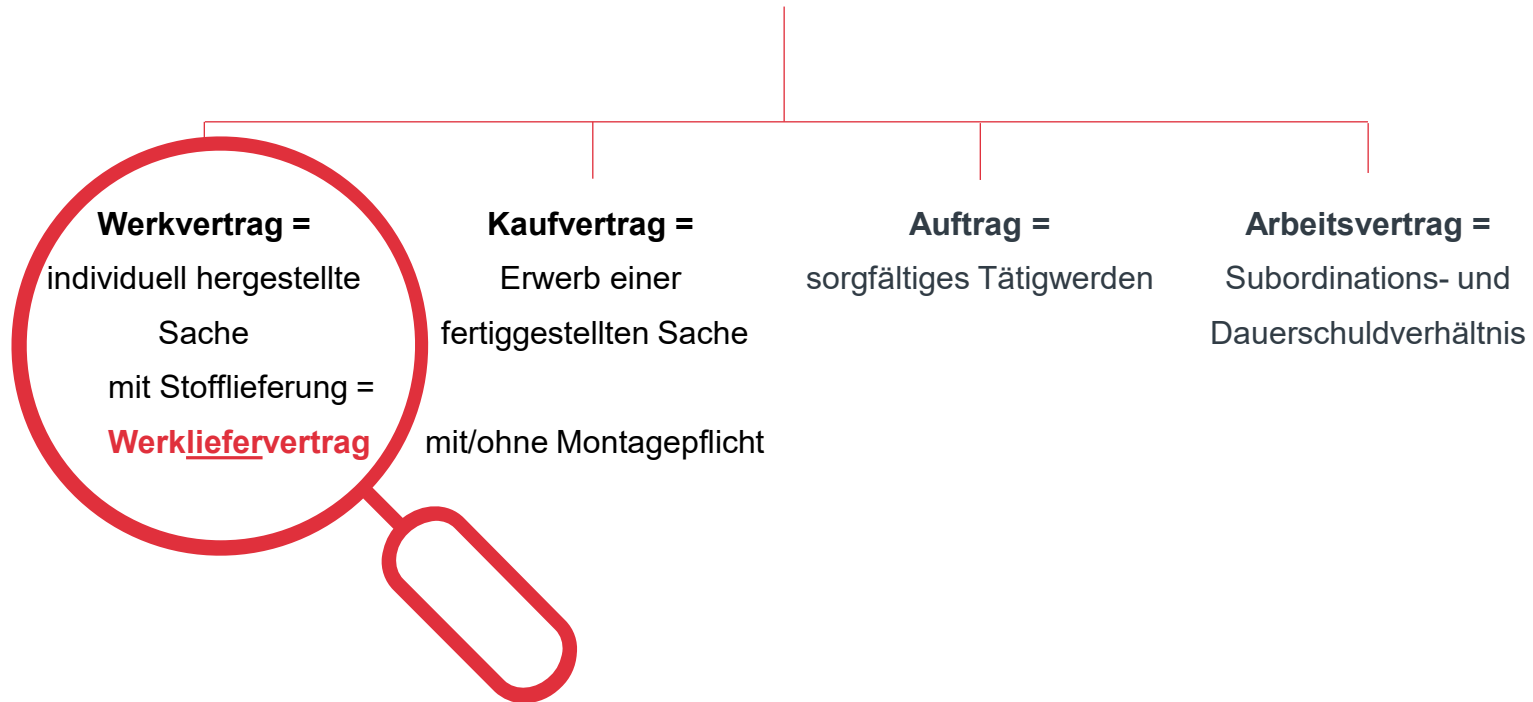 Werkvertrag =
individuell hergestellte
Sache
mit Stofflieferung =
Werkliefervertrag
Kaufvertrag =
Erwerb einer
fertiggestellten Sache
mit/ohne Montagepflicht
Auftrag =
sorgfältiges Tätigwerden
Arbeitsvertrag =
Subordinations- und
Dauerschuldverhältnis